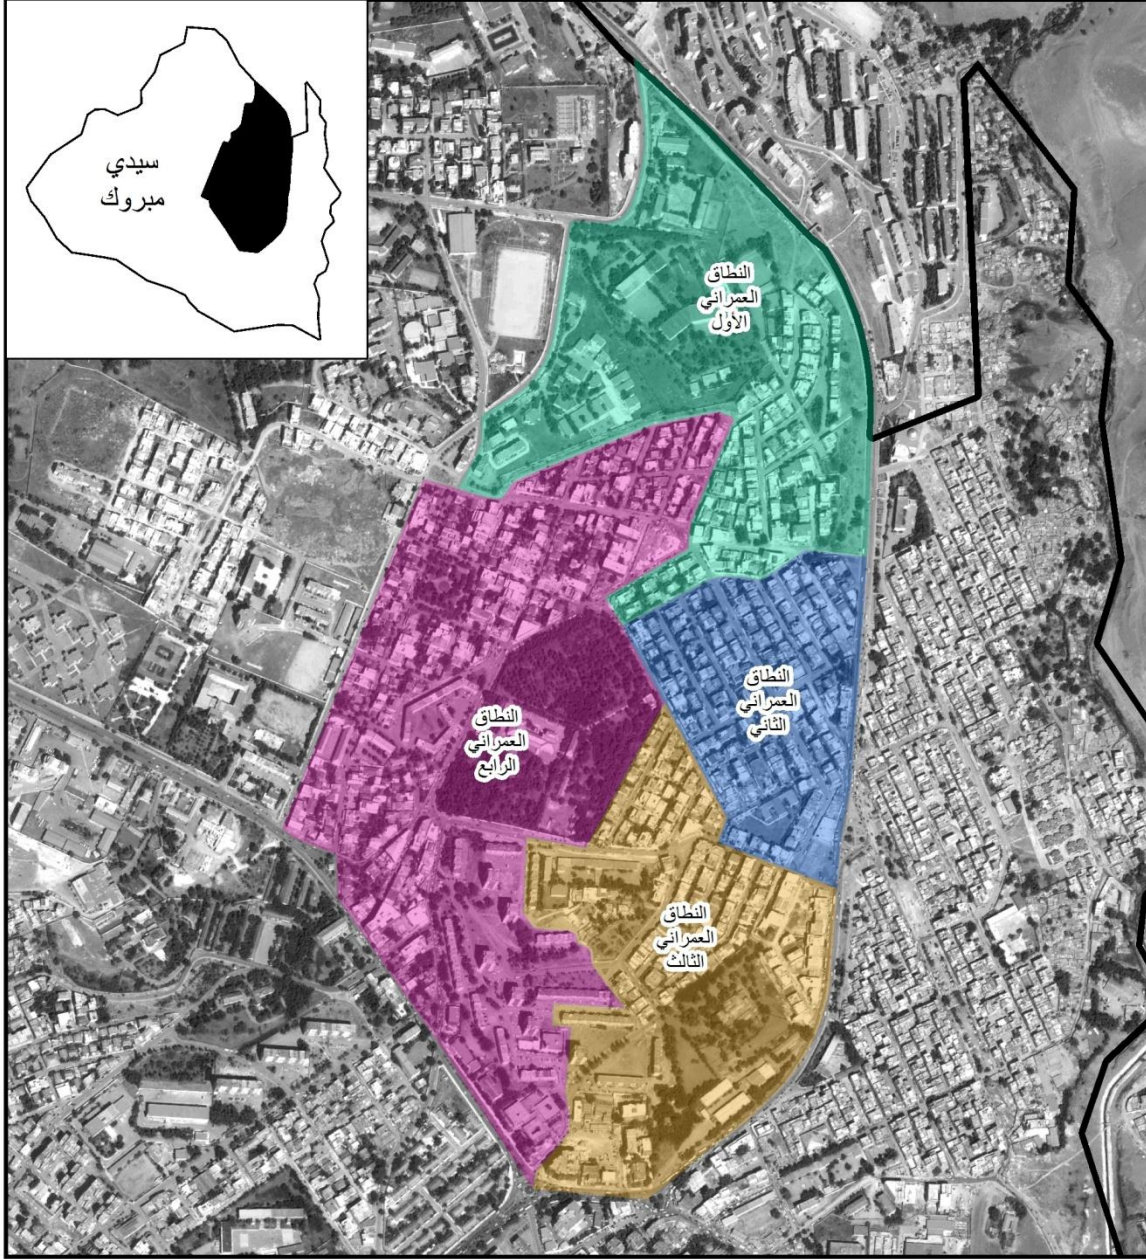 سيدي
مبروك
النطاق
العمراني
الأول
النطاق
العمراني
الثاني
النطاق
العمراني
الرابع
النطاق
العمراني
الثالث